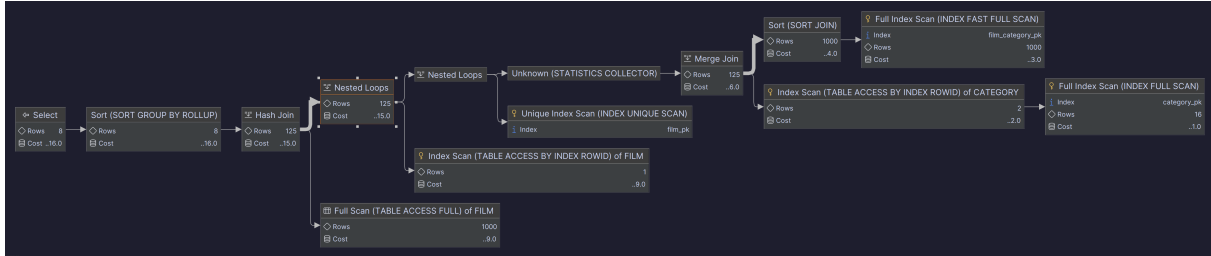 Select
Rows 8
Cost ..16.0
Sort (SORT GROUP BY ROLLUP)
Rows 8
Cost ..16.0
Hash Join
Rows 125
Cost ..15.0
Nested Loops
Rows 125
Cost ..15.0
Nested Loops
Unknown (STATISTICS COLLECTOR)
Merge Join
Rows 125
Cost ..6.0
Sort (SORT JOIN)
Rows 1000
Cost ..4.0
Full Index Scan (INDEX FAST FULL SCAN)
Index film_category_pk
Rows 1000
Cost ..3.0
Index Scan (TABLE ACCESS BY INDEX ROWID) of CATEGORY
Rows 2
Cost ..2.0
Full Index Scan (INDEX FULL SCAN)
Index category_pk
Rows 16
Cost ..1.0
Unique Index Scan (INDEX UNIQUE SCAN)
Index film_pk
Index Scan (TABLE ACCESS BY INDEX ROWID) of FILM
Rows 1
Cost ..9.0
Full Scan (TABLE ACCESS FULL) of FILM
Rows 1000
Cost ..9.0